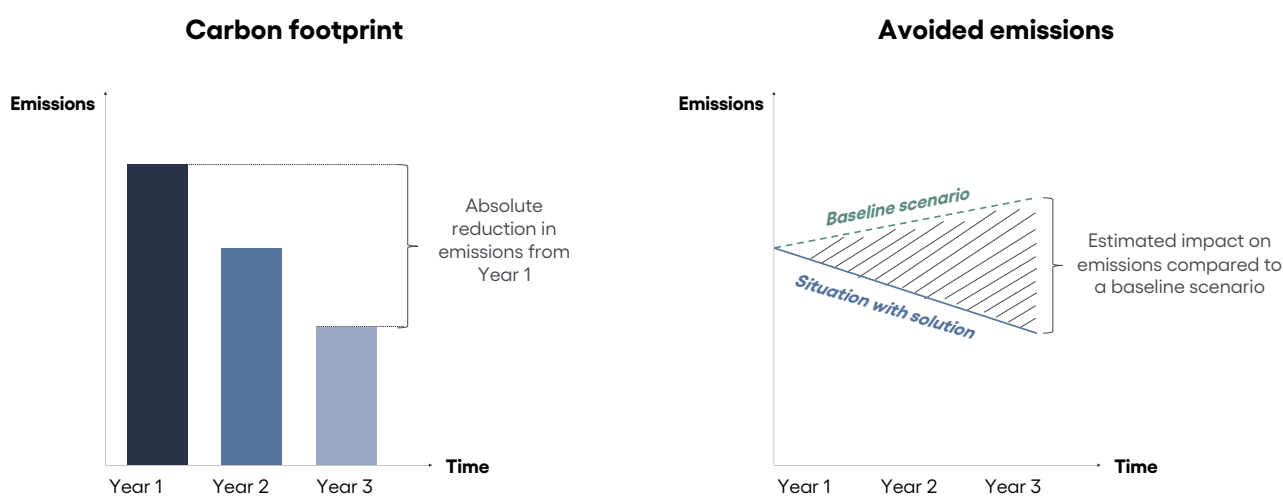 Carbon footprint
Emissions
Absolute
reduction in
emissions from
Year 1
Time
Year 1
Year 2
Year 3
Avoided emissions
Emissions
Baseline scenario
Situation with solution
Estimated impact on
emissions compared to
a baseline scenario
Time
Year 1
Year 2
Year 3